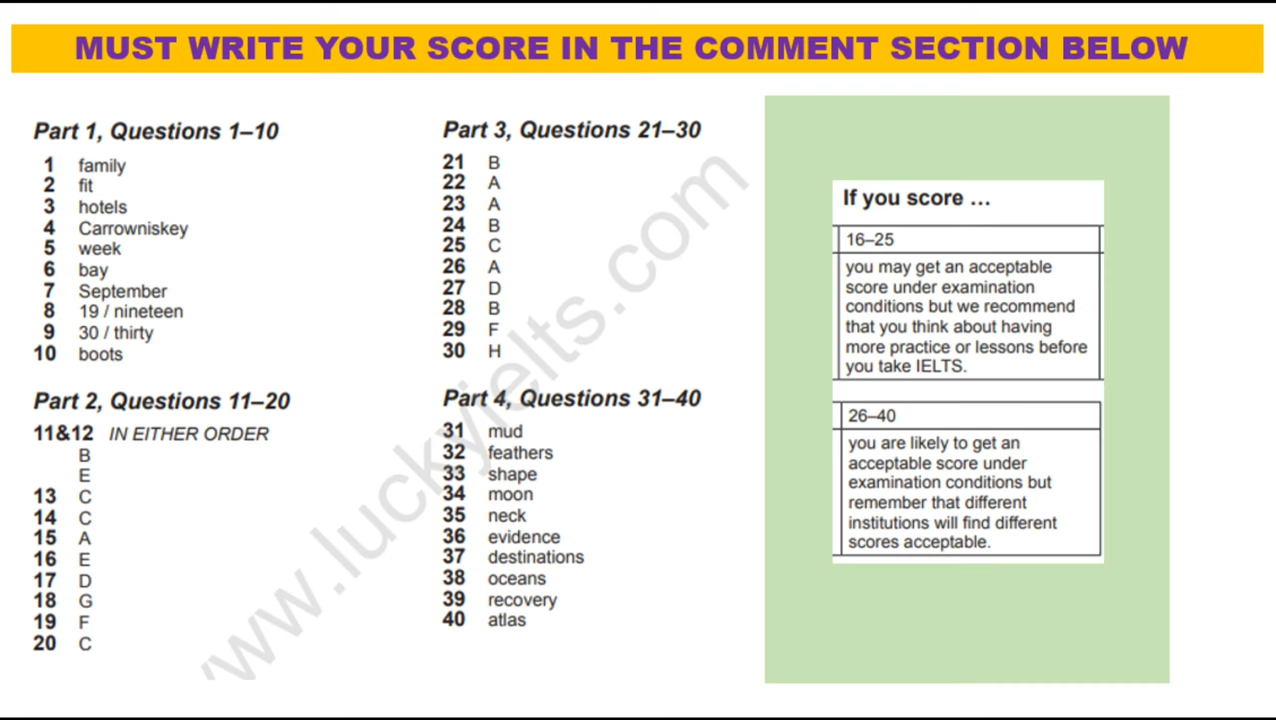 MUST WRITE YOUR SCORE IN THE COMMENT SECTION BELOW
Part 1, Questions 1–10
1 family
2 fit
3 hotels
4 Carrowniskey
5 week
6 bay
7 September
8 19 / nineteen
9 30 / thirty
10 boots
Part 2, Questions 11–20
11&12 IN EITHER ORDER
B
E
13 C
14 C
15 A
16 E
17 D
18 G
19 F
20 C
Part 3, Questions 21–30
21 B
22 A
23 A
24 B
25 C
26 A
27 D
28 B
29 F
30 H
Part 4, Questions 31–40
31 mud
32 feathers
33 shape
34 moon
35 neck
36 evidence
37 destinations
38 oceans
39 recovery
40 atlas
If you score …
16–25
you may get an acceptable
score under examination
conditions but we recommend
that you think about having
more practice or lessons before
you take IELTS.
26–40
you are likely to get an
acceptable score under
examination conditions but
remember that different
institutions will find different
scores acceptable.
www.luckyielts.com